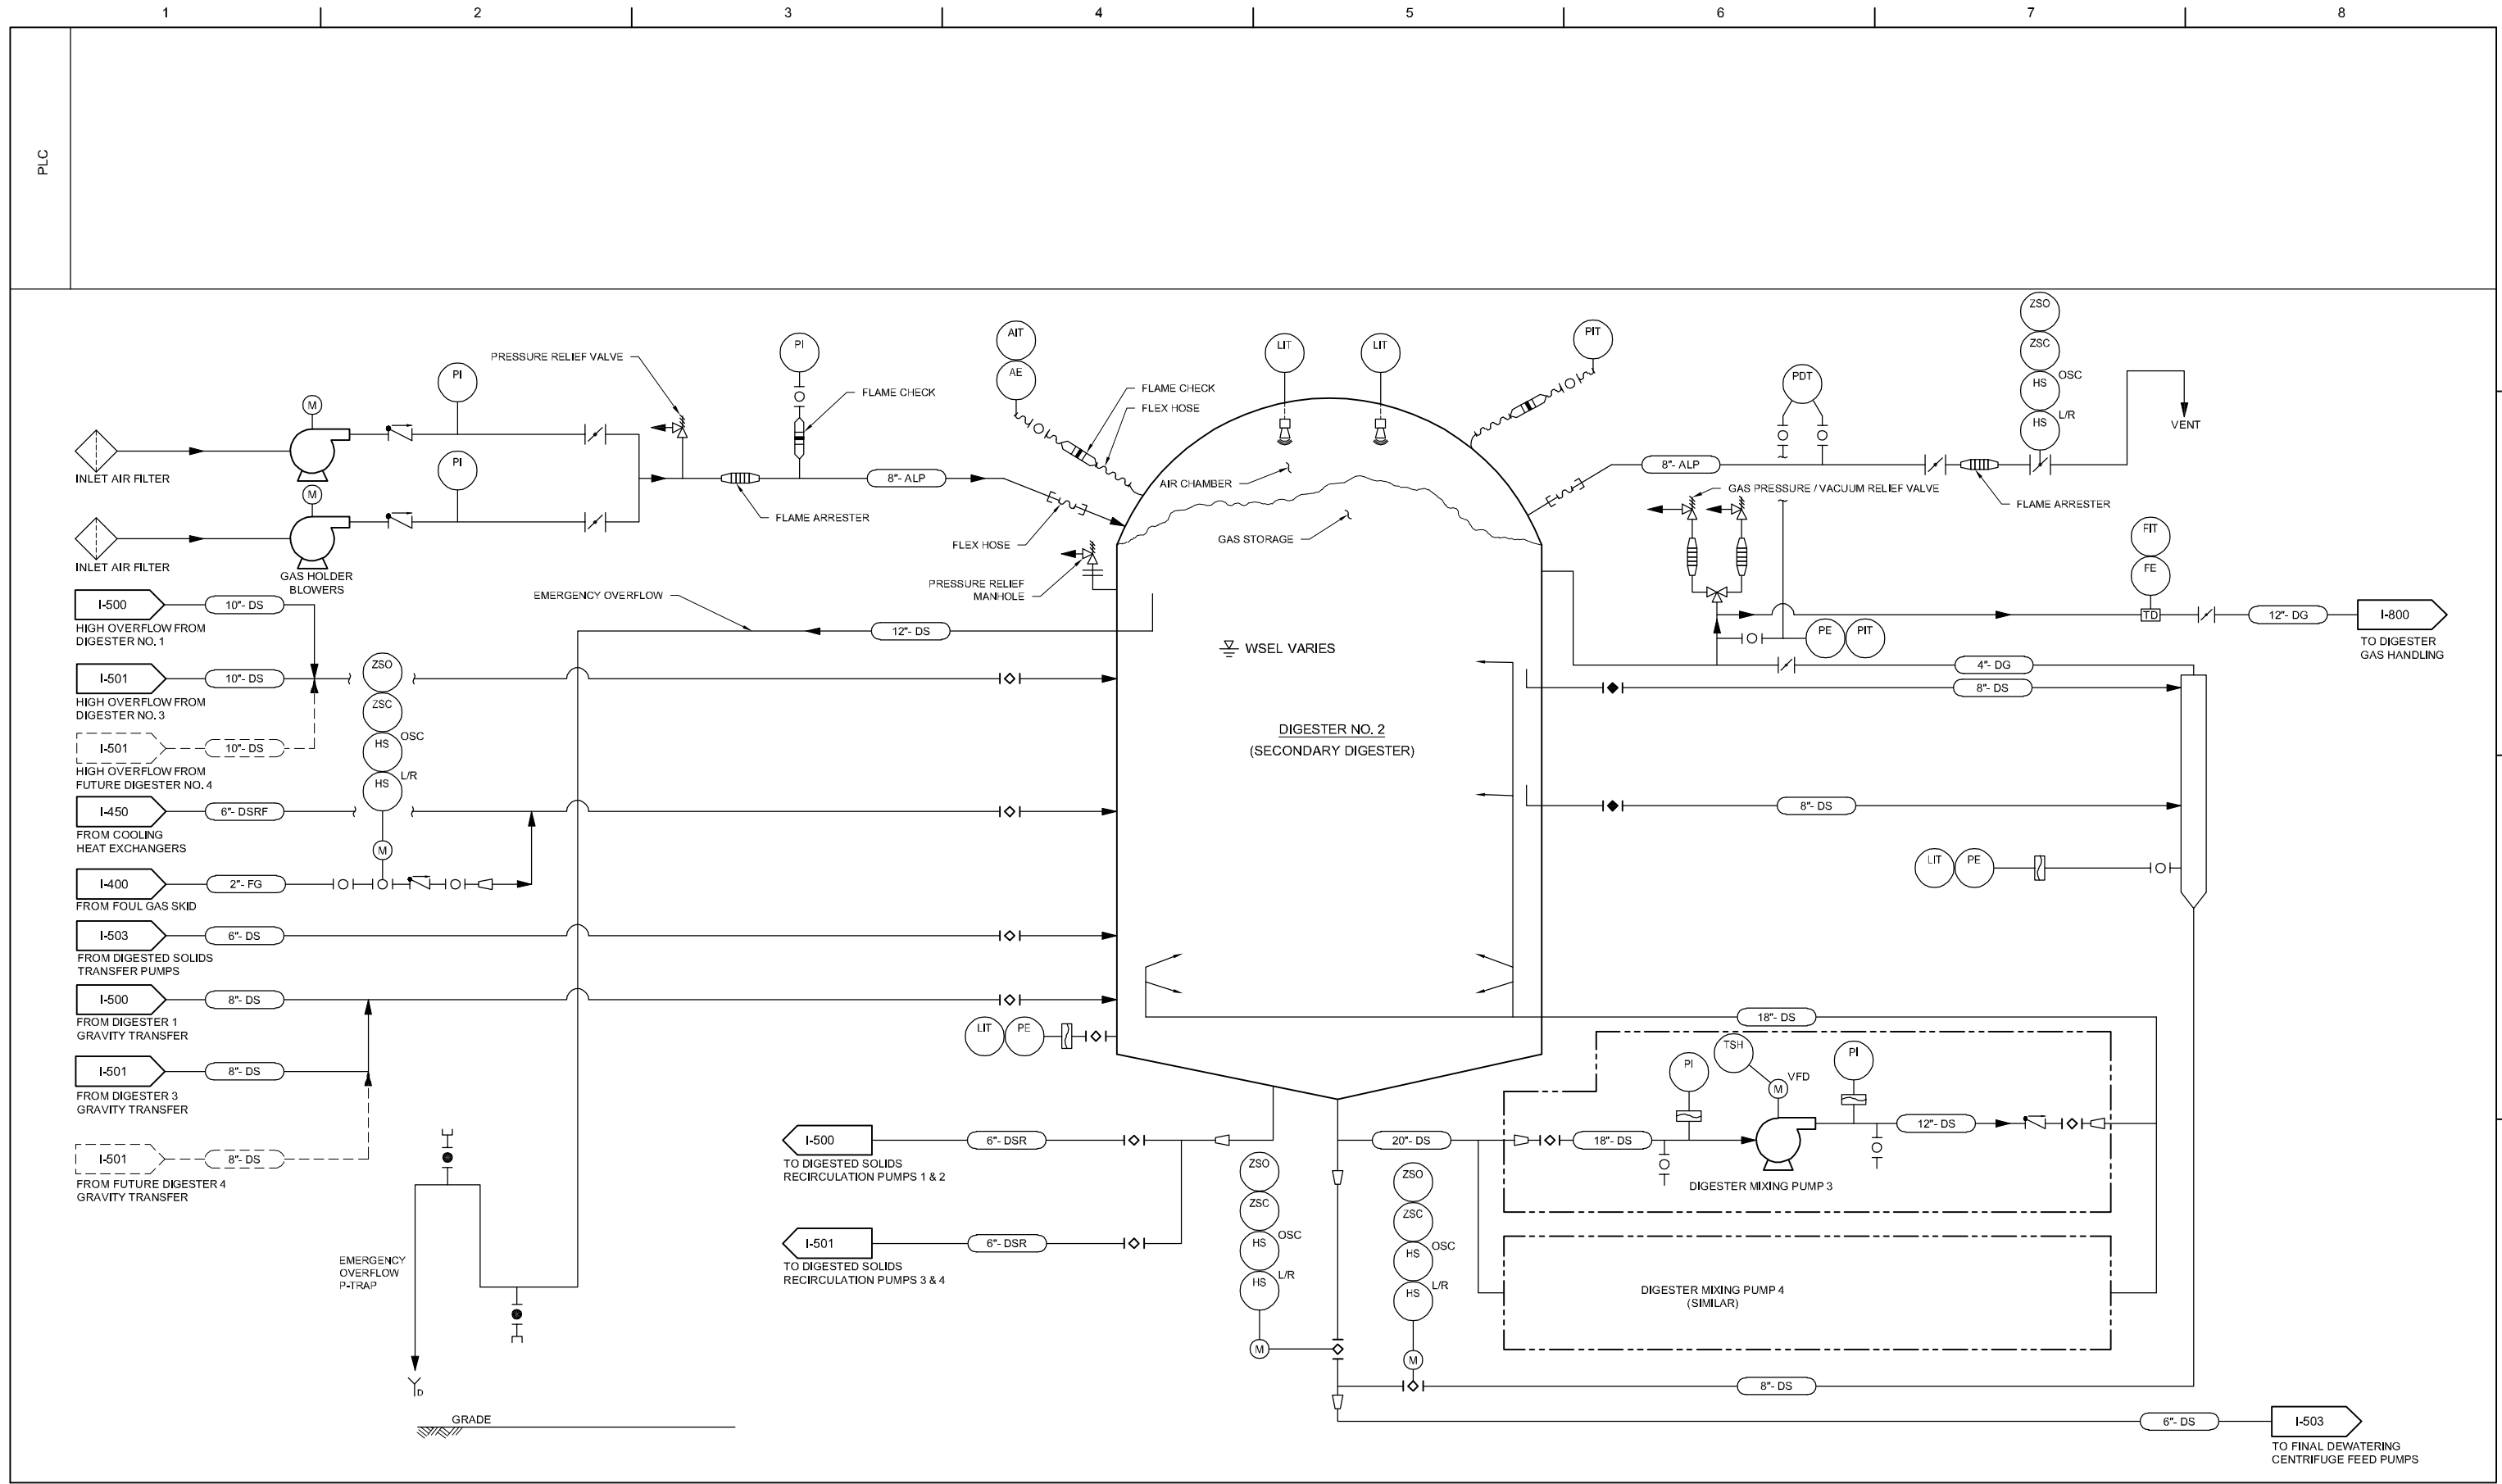 1
2
3
4
5
6
7
8
PLC
ZSO
ZSC
HS
OSC
HS
L/R
VENT
AIT
AE
PI
LIT
LIT
PIT
PDT
PRESSURE RELIEF VALVE
PI
FLAME CHECK
FLAME CHECK
FLEX HOSE
M
INLET AIR FILTER
PI
8"- ALP
AIR CHAMBER
8"- ALP
M
GAS PRESSURE / VACUUM RELIEF VALVE
FLAME ARRESTER
FLAME ARRESTER
FLEX HOSE
GAS STORAGE
INLET AIR FILTER
GAS HOLDER
BLOWERS
PRESSURE RELIEF
MANHOLE
FIT
FE
TD
EMERGENCY OVERFLOW
12"- DS
I-500
10"- DS
HIGH OVERFLOW FROM
DIGESTER NO. 1
12"- DG
I-800
TO DIGESTER
GAS HANDLING
PE
PIT
WSEL VARIES
4"- DG
8"- DS
I-501
10"- DS
HIGH OVERFLOW FROM
DIGESTER NO. 3
ZSO
ZSC
HS
OSC
HS
L/R
M
I-501
10"- DS
HIGH OVERFLOW FROM
FUTURE DIGESTER NO. 4
DIGESTER NO. 2
(SECONDARY DIGESTER)
I-450
6"- DSRF
FROM COOLING
HEAT EXCHANGERS
8"- DS
LIT
PE
I-400
2"- FG
FROM FOUL GAS SKID
I-503
6"- DS
FROM DIGESTED SOLIDS
TRANSFER PUMPS
I-500
8"- DS
FROM DIGESTER 1
GRAVITY TRANSFER
LIT
PE
18"- DS
I-501
8"- DS
FROM DIGESTER 3
GRAVITY TRANSFER
PI
TSH
M
VFD
PI
I-501
8"- DS
FROM FUTURE DIGESTER 4
GRAVITY TRANSFER
I-500
6"- DSR
TO DIGESTED SOLIDS
RECIRCULATION PUMPS 1 & 2
20"- DS
18"- DS
12"- DS
DIGESTER MIXING PUMP 3
ZSO
ZSC
HS
OSC
HS
L/R
M
ZSO
ZSC
HS
OSC
HS
L/R
M
I-501
6"- DSR
TO DIGESTED SOLIDS
RECIRCULATION PUMPS 3 & 4
EMERGENCY
OVERFLOW
P-TRAP
DIGESTER MIXING PUMP 4
(SIMILAR)
D
8"- DS
GRADE
6"- DS
I-503
TO FINAL DEWATERING
CENTRIFUGE FEED PUMPS